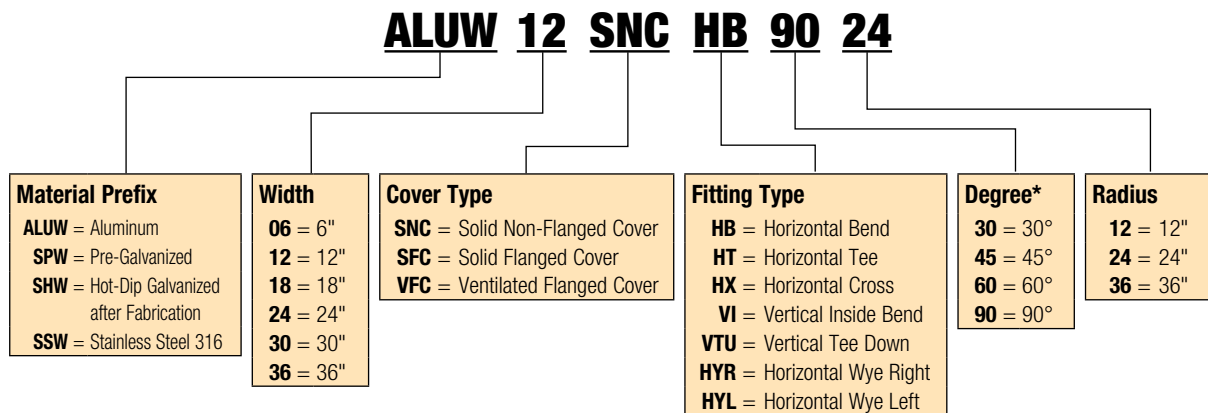 ALUW 12 SNC HB 90 24
Material Prefix
ALUW = Aluminum
SPW = Pre-Galvanized
SHW = Hot-Dip Galvanized
after Fabrication
SSW = Stainless Steel 316
Width
06 = 6"
12 = 12"
18 = 18"
24 = 24"
30 = 30"
36 = 36"
Cover Type
SNC = Solid Non-Flanged Cover
SFC = Solid Flanged Cover
VFC = Ventilated Flanged Cover
Fitting Type
HB = Horizontal Bend
HT = Horizontal Tee
HX = Horizontal Cross
VI = Vertical Inside Bend
VTU = Vertical Tee Down
HYR = Horizontal Wye Right
HYL = Horizontal Wye Left
Degree*
30 = 30°
45 = 45°
60 = 60°
90 = 90°
Radius
12 = 12"
24 = 24"
36 = 36"